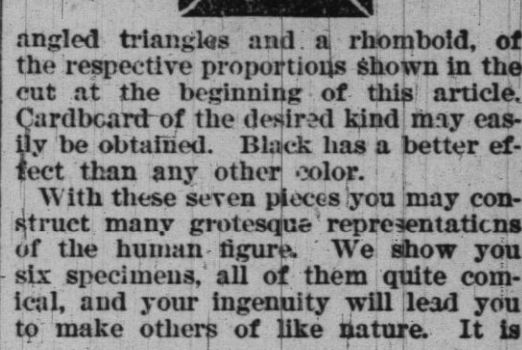 angled triangles and a rhomboid, of
the respective proportions shown in the
cut at the beginning of this article.
Cardboard of the desired kind may eas-
ily be obtained. Black has a better ef-
fect than any other color.
With these seven pieces you may con-
struct many grotesque representations
of the human figure. We show you
six specimens, all of them quite com-
ical, and your ingenuity will lead you
to make others of like nature. It is